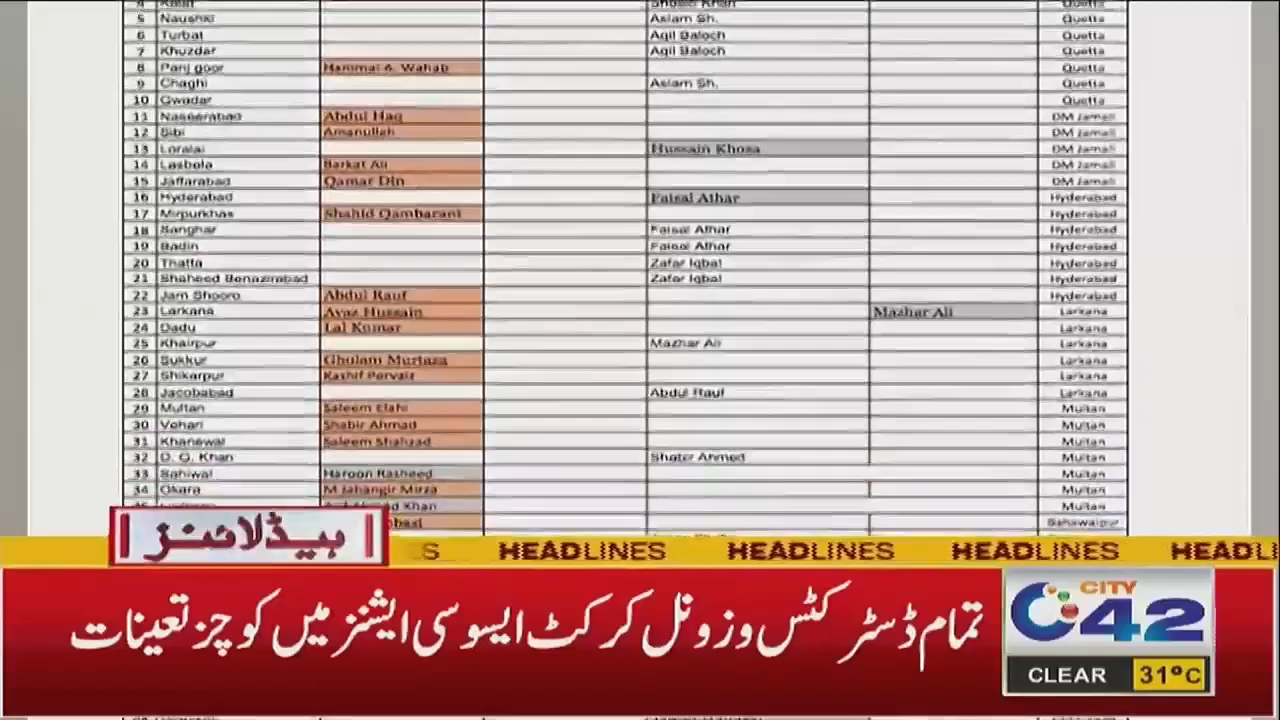 5 Naushki Aslam Sh. Quetta
6 Turbat Aqil Baloch Quetta
7 Khuzdar Aqil Baloch Quetta
8 Panj goor Hammal A. Wahab Quetta
9 Chaghi Aslam Sh. Quetta
10 Gwadar Quetta
11 Naseerabad Abdul Haq DM Jamali
12 Sibi Amanullah DM Jamali
13 Loralai Hussain Khosa DM Jamali
14 Lasbela Barkat Ali DM Jamali
15 Jaffarabad Qamar Din DM Jamali
16 Hyderabad Faisal Athar Hyderabad
17 Mirpurkhas Shahid Qambarani Hyderabad
18 Sanghar Faisal Athar Hyderabad
19 Badin Faisal Athar Hyderabad
20 Thatta Zafar Iqbal Hyderabad
21 Shaheed Benazirabad Zafar Iqbal Hyderabad
22 Jam Shoro Abdul Rauf Hyderabad
23 Larkana Ayaz Hussain Mazhar Ali Larkana
24 Dadu Lal Kumar Larkana
25 Khairpur Mazhar Ali Larkana
26 Sukkur Ghulam Murtaza Larkana
27 Shikarpur Kashif Pervaiz Larkana
28 Jacobabad Abdul Rauf Larkana
29 Multan Saleem Elahi Multan
30 Vehari Shabir Ahmad Multan
31 Khanewal Saleem Shahzad Multan
32 D. G. Khan Shabir Ahmed Multan
33 Sahiwal Haroon Rasheed Multan
34 Okara M Jahangir Mirza Multan
Khan Multan
Bahawalpur
ہیڈلائنز
HEADLINES HEADLINES HEADLINES HEADL
تمام ڈسٹرکٹس و زونل کرکٹ ایسوسی ایشنز میں کوچز تعینات
CITY
42
CLEAR 31°C